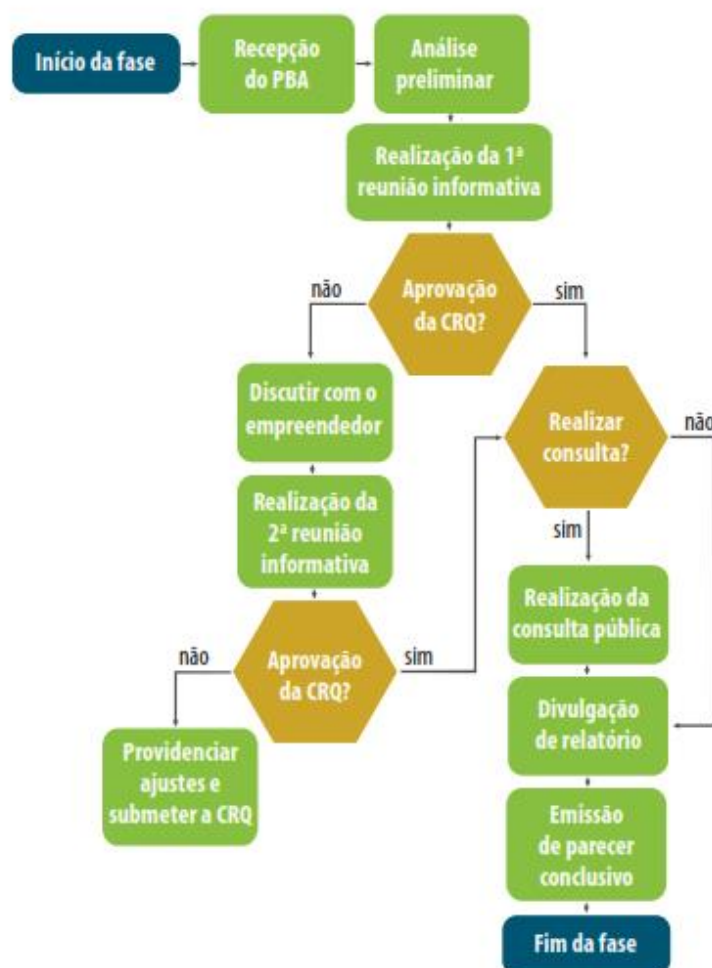 Início da fase
Recepção
do PBA
Análise
preliminar
Realização da 1ª
reunião informativa
Aprovação
da CRQ?
não
sim
Discutir com o
empreendedor
Realizar
consulta?
não
sim
Realização da
2ª reunião
informativa
Realização da
consulta pública
Aprovação
da CRQ?
não
sim
Providenciar
ajustes e
submeter a CRQ
Divulgação
de relatório
Emissão
de parecer
conclusivo
Fim da fase